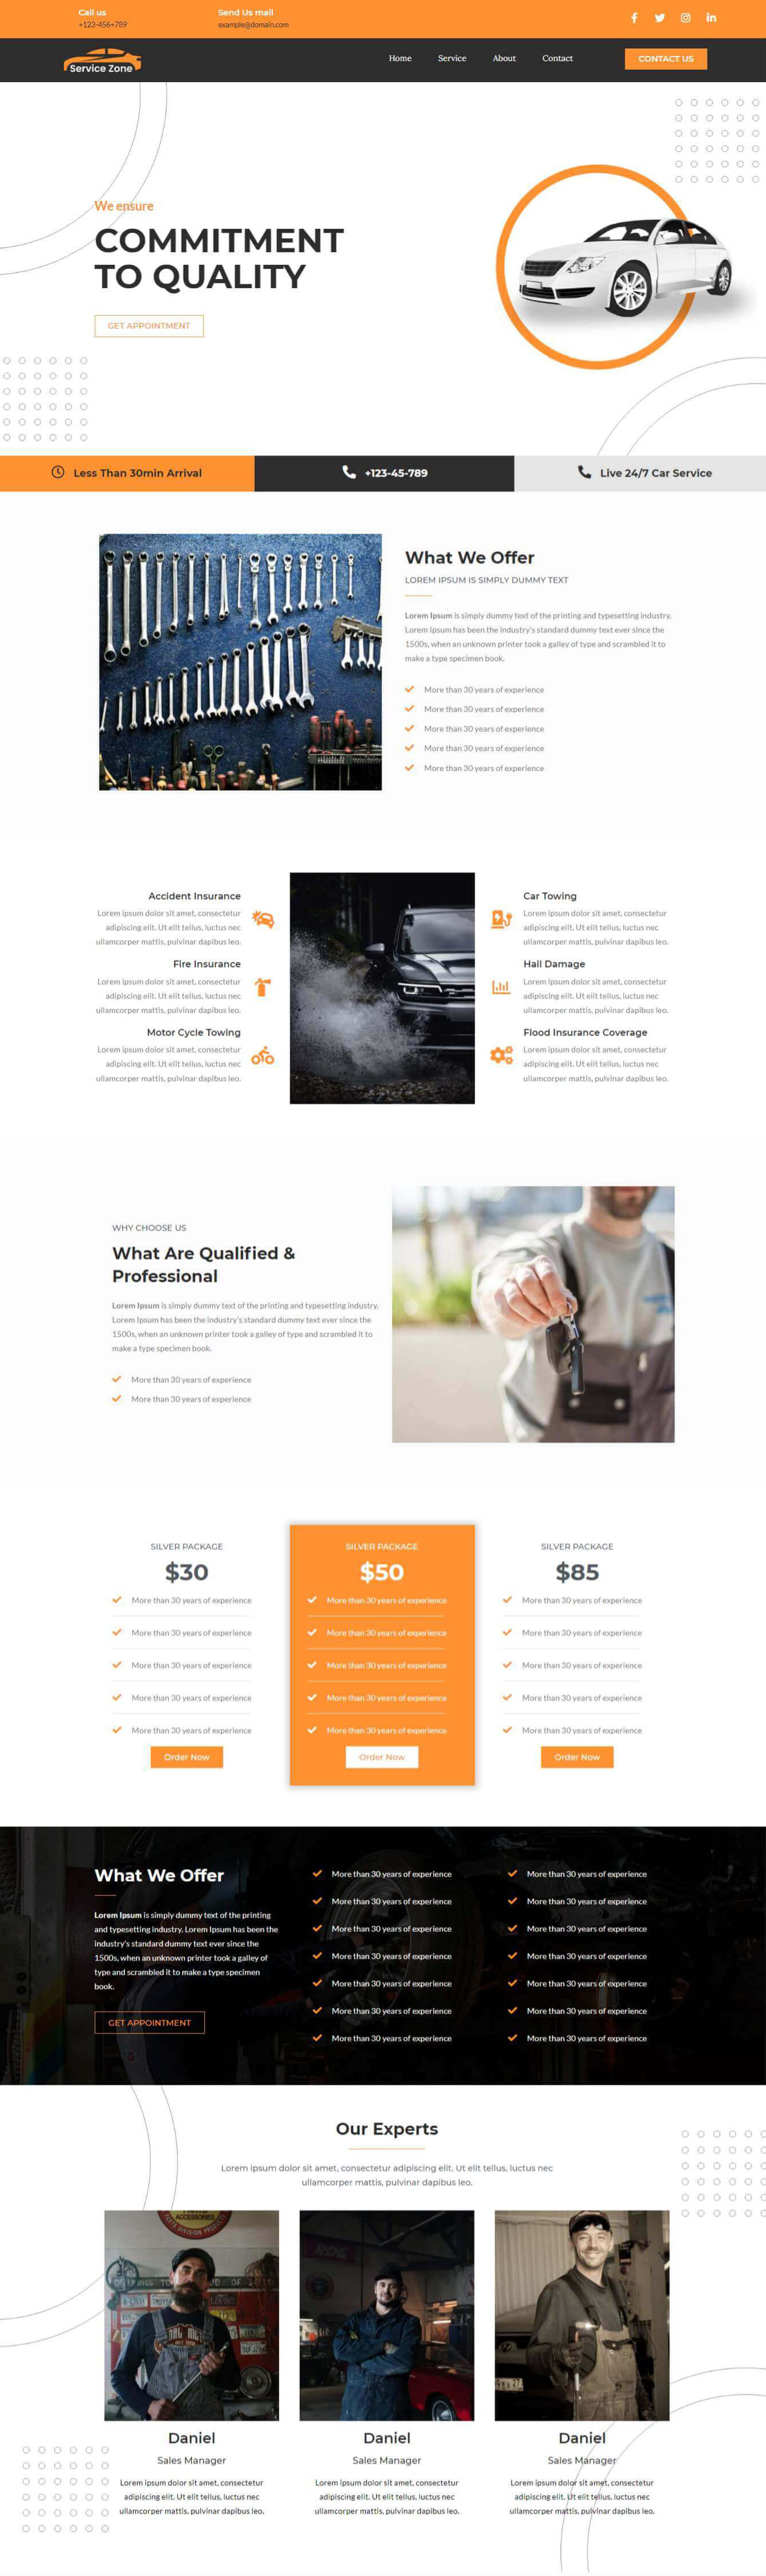 Call us
+123-456+789
Send Us mail
example@domain.com
Service Zone
Home Service About Contact
CONTACT US
We ensure
COMMITMENT
TO QUALITY
GET APPOINTMENT
Less Than 30min Arrival
+123-45-789
Live 24/7 Car Service
What We Offer
LOREM IPSUM IS SIMPLY DUMMY TEXT
Lorem Ipsum is simply dummy text of the printing and typesetting industry.
Lorem Ipsum has been the industry's standard dummy text ever since the
1500s, when an unknown printer took a galley of type and scrambled it to
make a type specimen book.
More than 30 years of experience
More than 30 years of experience
More than 30 years of experience
More than 30 years of experience
More than 30 years of experience
Accident Insurance
Lorem ipsum dolor sit amet, consectetur
adipiscing elit. Ut elit tellus, luctus nec
ullamcorper mattis, pulvinar dapibus leo.
Fire Insurance
Lorem ipsum dolor sit amet, consectetur
adipiscing elit. Ut elit tellus, luctus nec
ullamcorper mattis, pulvinar dapibus leo.
Motor Cycle Towing
Lorem ipsum dolor sit amet, consectetur
adipiscing elit. Ut elit tellus, luctus nec
ullamcorper mattis, pulvinar dapibus leo.
Car Towing
Lorem ipsum dolor sit amet, consectetur
adipiscing elit. Ut elit tellus, luctus nec
ullamcorper mattis, pulvinar dapibus leo.
Hail Damage
Lorem ipsum dolor sit amet, consectetur
adipiscing elit. Ut elit tellus, luctus nec
ullamcorper mattis, pulvinar dapibus leo.
Flood Insurance Coverage
Lorem ipsum dolor sit amet, consectetur
adipiscing elit. Ut elit tellus, luctus nec
ullamcorper mattis, pulvinar dapibus leo.
WHY CHOOSE US
What Are Qualified &
Professional
Lorem Ipsum is simply dummy text of the printing and typesetting industry.
Lorem Ipsum has been the industry's standard dummy text ever since the
1500s, when an unknown printer took a galley of type and scrambled it to
make a type specimen book.
More than 30 years of experience
More than 30 years of experience
SILVER PACKAGE
$30
More than 30 years of experience
More than 30 years of experience
More than 30 years of experience
More than 30 years of experience
More than 30 years of experience
Order Now
SILVER PACKAGE
$50
More than 30 years of experience
More than 30 years of experience
More than 30 years of experience
More than 30 years of experience
More than 30 years of experience
Order Now
SILVER PACKAGE
$85
More than 30 years of experience
More than 30 years of experience
More than 30 years of experience
More than 30 years of experience
More than 30 years of experience
Order Now
What We Offer
Lorem Ipsum is simply dummy text of the printing
and typesetting industry. Lorem Ipsum has been the
industry's standard dummy text ever since the
1500s, when an unknown printer took a galley of
type and scrambled it to make a type specimen
book.
GET APPOINTMENT
More than 30 years of experience
More than 30 years of experience
More than 30 years of experience
More than 30 years of experience
More than 30 years of experience
More than 30 years of experience
More than 30 years of experience
More than 30 years of experience
More than 30 years of experience
More than 30 years of experience
More than 30 years of experience
More than 30 years of experience
More than 30 years of experience
More than 30 years of experience
Our Experts
Lorem ipsum dolor sit amet, consectetur adipiscing elit. Ut elit tellus, luctus nec
ullamcorper mattis, pulvinar dapibus leo.
ACCESSORIES
Daniel
Sales Manager
Lorem ipsum dolor sit amet, consectetur
adipiscing elit. Ut elit tellus, luctus nec
ullamcorper mattis, pulvinar dapibus leo.
Daniel
Sales Manager
Lorem ipsum dolor sit amet, consectetur
adipiscing elit. Ut elit tellus, luctus nec
ullamcorper mattis, pulvinar dapibus leo.
Daniel
Sales Manager
Lorem ipsum dolor sit amet, consectetur
adipiscing elit. Ut elit tellus, luctus nec
ullamcorper mattis, pulvinar dapibus leo.